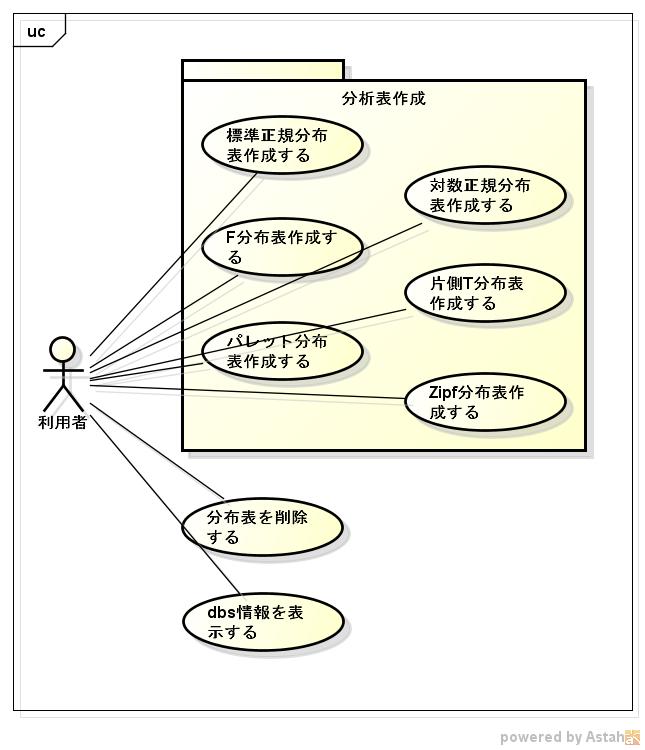 uc
分析表作成
標準正規分布
表作成する
対数正規分布
表作成する
F分布表作成す
る
片側T分布表
作成する
パレット分布
表作成する
Zipf分布表作
成する
利用者
分布表を削除
する
dbs情報を表
示する
powered by Astah